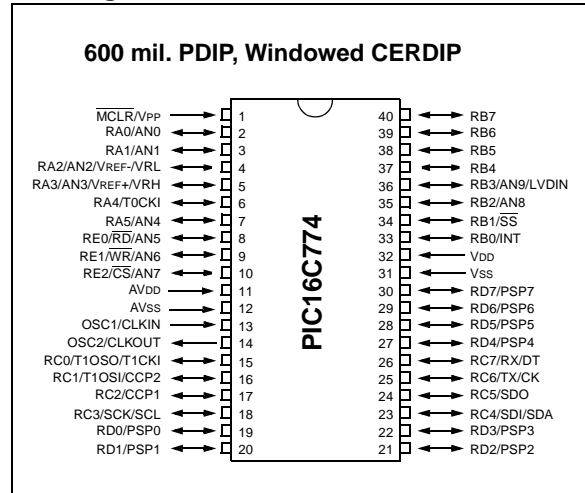 600 mil. PDIP, Windowed CERDIP
MCLR/VPP 1 40 RB7
RA0/AN0 2 39 RB6
RA1/AN1 3 38 RB5
RA2/AN2/VREF-/VRL 4 37 RB4
RA3/AN3/VREF+/VRH 5 36 RB3/AN9/LVDIN
RA4/T0CKI 6 35 RB2/AN8
RA5/AN4 7 34 RB1/SS
RE0/RD/AN5 8 33 RB0/INT
RE1/WR/AN6 9 32 VDD
RE2/CS/AN7 10 31 VSS
AVDD 11 30 RD7/PSP7
AVSS 12 29 RD6/PSP6
OSC1/CLKIN 13 28 RD5/PSP5
OSC2/CLKOUT 14 27 RD4/PSP4
RC0/T1OSO/T1CKI 15 26 RC7/RX/DT
RC1/T1OSI/CCP2 16 25 RC6/TX/CK
RC2/CCP1 17 24 RC5/SDO
RC3/SCK/SCL 18 23 RC4/SDI/SDA
RD0/PSP0 19 22 RD3/PSP3
RD1/PSP1 20 21 RD2/PSP2
PIC16C774